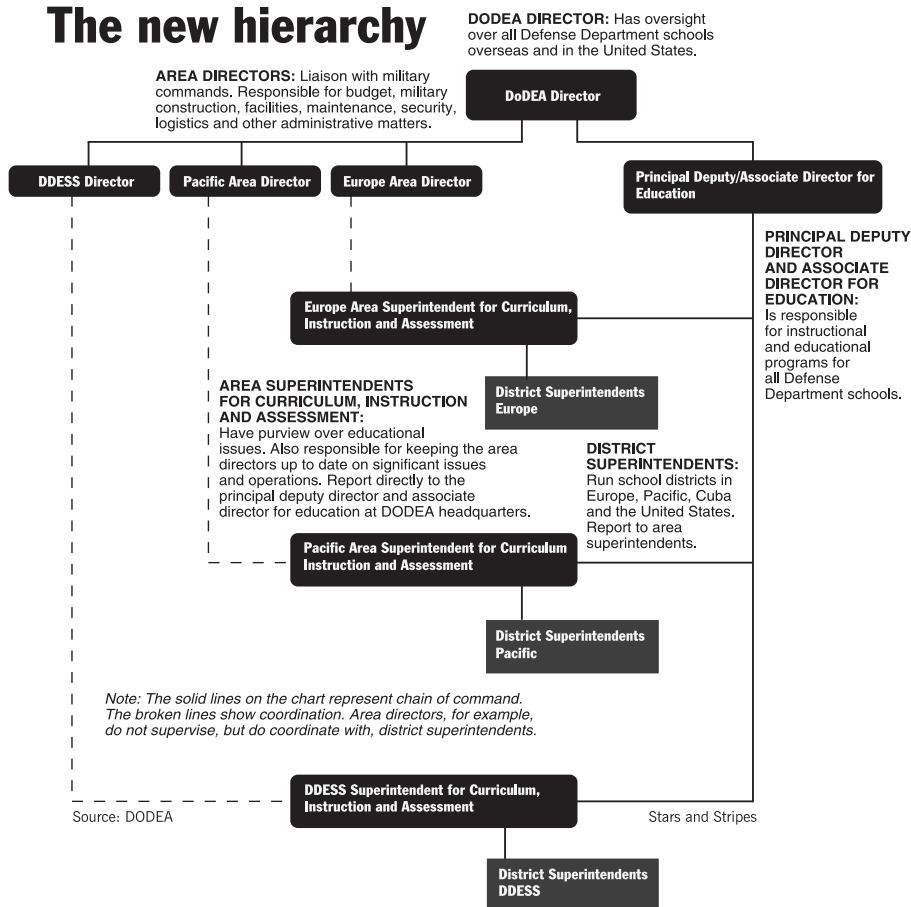 The new hierarchy
DODEA DIRECTOR: Has oversight
over all Defense Department schools
overseas and in the United States.
AREA DIRECTORS: Liaison with military
commands. Responsible for budget, military
construction, facilities, maintenance, security,
logistics and other administrative matters.
DoDEA Director
DDESS Director
Pacific Area Director
Europe Area Director
Principal Deputy/Associate Director for
Education
PRINCIPAL DEPUTY
DIRECTOR
AND ASSOCIATE
DIRECTOR FOR
EDUCATION:
Is responsible
for instructional
and educational
programs for
all Defense
Department schools.
Europe Area Superintendent for Curriculum,
Instruction and Assessment
District Superintendents
Europe
AREA SUPERINTENDENTS
FOR CURRICULUM, INSTRUCTION
AND ASSESSMENT:
Have purview over educational
issues. Also responsible for keeping the area
directors up to date on significant issues
and operations. Report directly to the
principal deputy director and associate
director for education at DODEA headquarters.
DISTRICT
SUPERINTENDENTS:
Run school districts in
Europe, Pacific, Cuba
and the United States.
Report to area
superintendents.
Pacific Area Superintendent for Curriculum
Instruction and Assessment
District Superintendents
Pacific
Note: The solid lines on the chart represent chain of command.
The broken lines show coordination. Area directors, for example,
do not supervise, but do coordinate with, district superintendents.
DDESS Superintendent for Curriculum,
Instruction and Assessment
Source: DODEA
Stars and Stripes
District Superintendents
DDESS